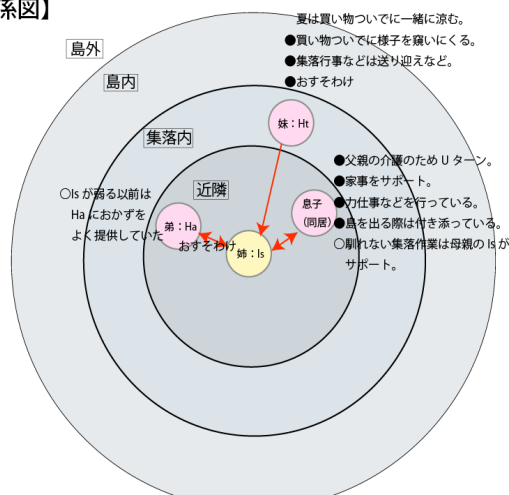 系図】
夏は買い物ついでに一緒に涼む。
●買い物ついでに様子を窺いにくる。
●集落行事などは送り迎えなど。
●おすそわけ
島外
島内
集落内
近隣
妹：Ht
●父親の介護のため U ターン。
●家事をサポート。
●力仕事などを行っている。
●島を出る際は付き添っている。
○馴れない集落作業は母親の Is が
サポート。
息子
（同居）
○Is が弱る以前は
Ha におかずを
よく提供していた
弟：Ha
おすそわけ
姉：Is